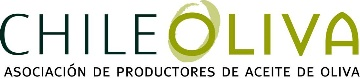 CHILEOLIVA
ASOCIACIÓN DE PRODUCTORES DE ACEITE DE OLIVA